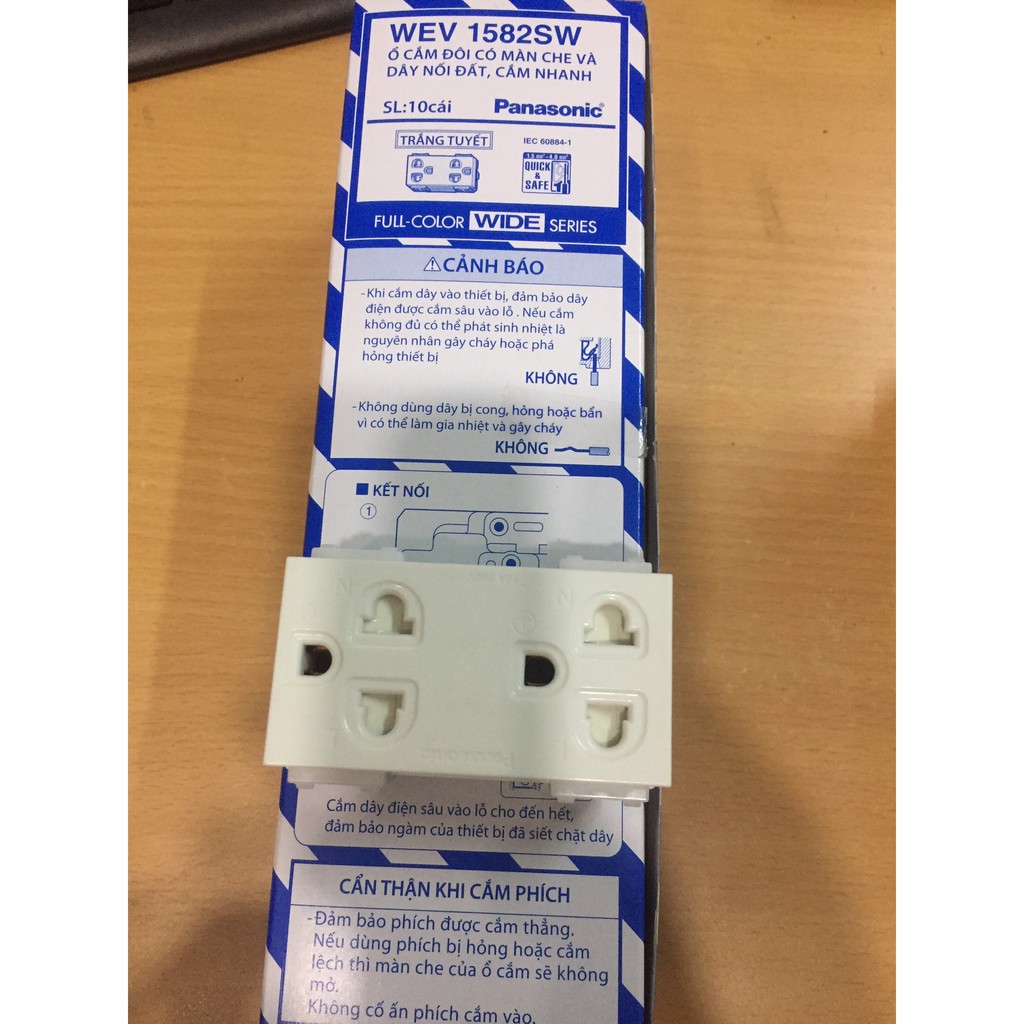 WEV 1582SW
Ổ CẮM ĐÔI CÓ MÀN CHE VÀ
DÂY NỐI ĐẤT, CẮM NHANH
SL:10cái Panasonic
TRẮNG TUYẾT
IEC 60884-1
1.5 mm² - 4.0 mm²
QUICK
&
SAFE
FULL-COLOR WIDE SERIES
⚠CẢNH BÁO
-Khi cắm dây vào thiết bị, đảm bảo dây
điện được cắm sâu vào lỗ . Nếu cắm
không đủ có thể phát sinh nhiệt là
nguyên nhân gây cháy hoặc phá
hỏng thiết bị
KHÔNG
-Không dùng dây bị cong, hỏng hoặc bẩn
vì có thể làm gia nhiệt và gây cháy
KHÔNG
■ KẾT NỐI
①
N N
L L
Panasonic
Cắm dây điện sâu vào lỗ cho đến hết,
đảm bảo ngàm của thiết bị đã siết chặt dây
CẨN THẬN KHI CẮM PHÍCH
-Đảm bảo phích được cắm thẳng.
Nếu dùng phích bị hỏng hoặc cắm
lệch thì màn che của ổ cắm sẽ không
mở.
Không cố ấn phích cắm vào.